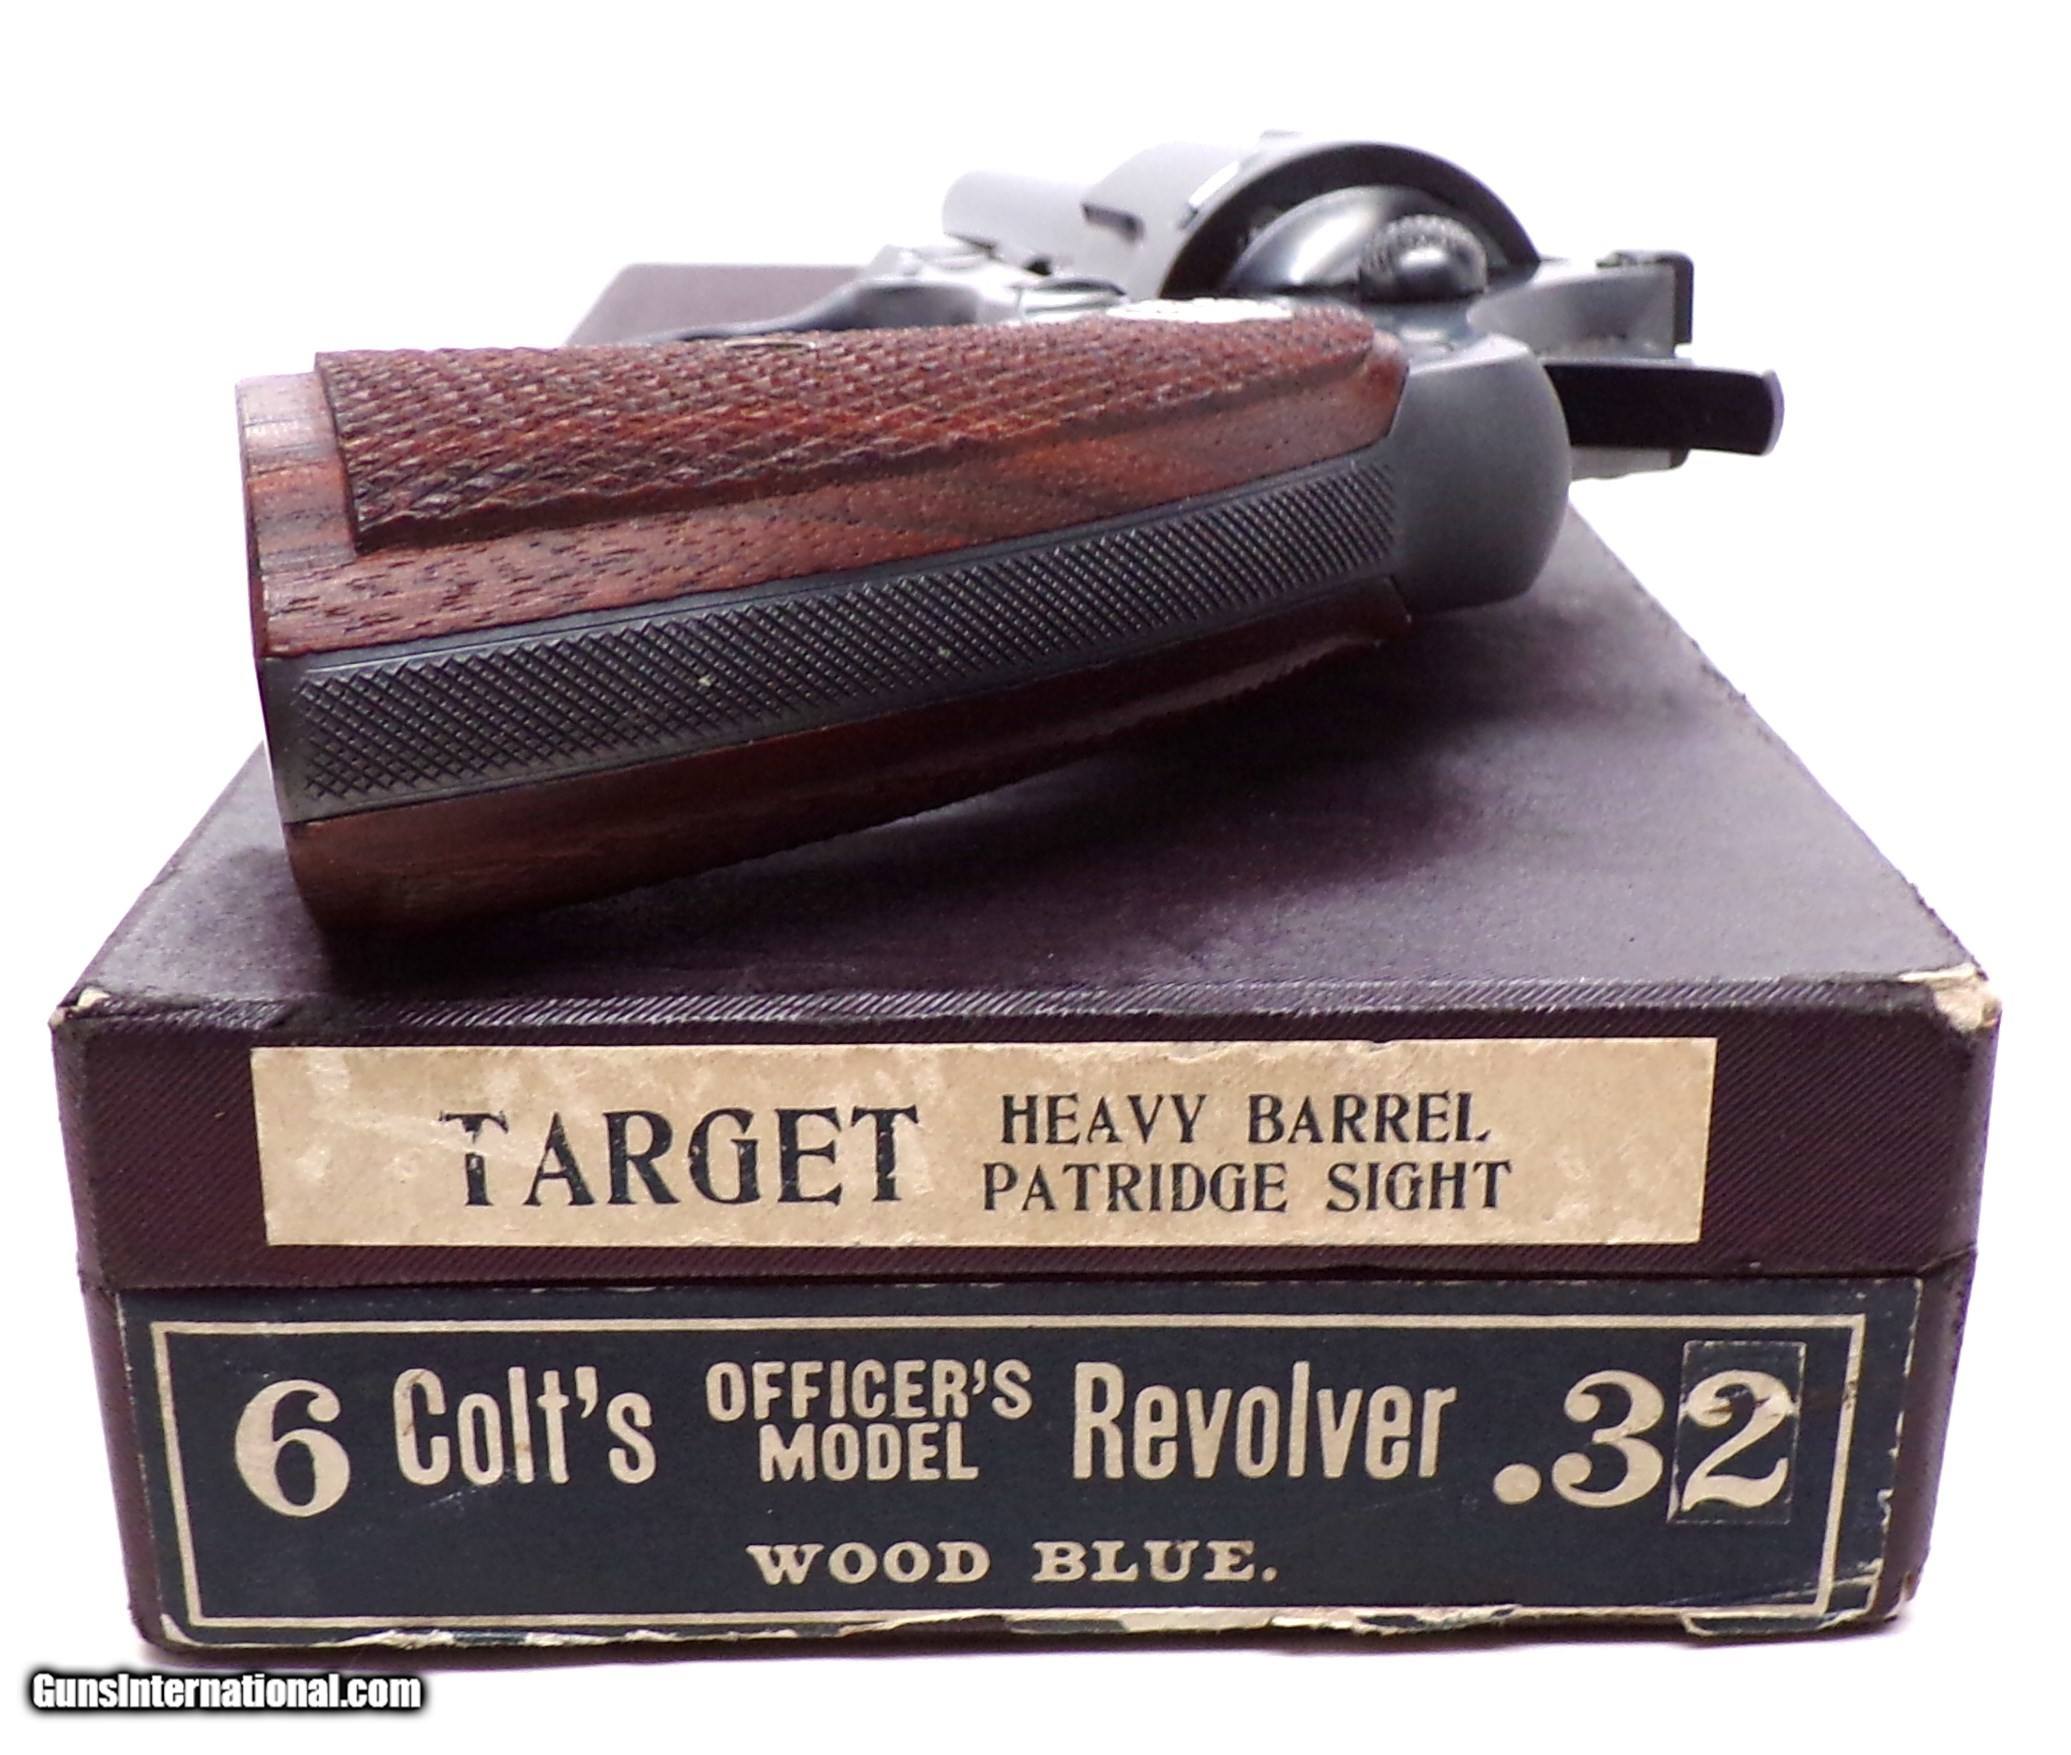 TARGET HEAVY BARREL
PATRIDGE SIGHT
6 Colt's OFFICER'S MODEL Revolver .32
WOOD BLUE.
GunsInternational.com